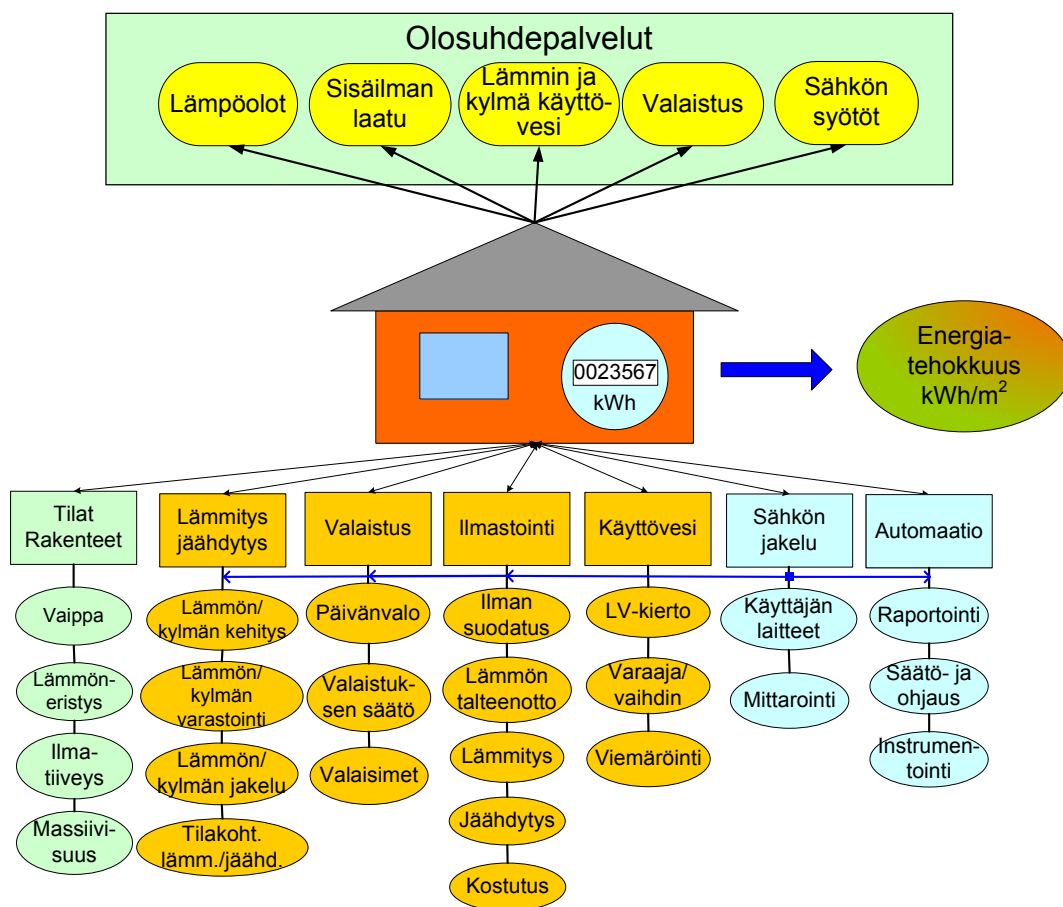 Olosuhdepalvelut
Lämpöolot
Sisäilman
laatu
Lämmin ja
kylmä käyttö-
vesi
Valaistus
Sähkön
syötöt
0023567
kWh
Energia-
tehokkuus
kWh/m²
Tilat
Rakenteet
Lämmitys
jäähdytys
Valaistus
Ilmastointi
Käyttövesi
Sähkön
jakelu
Automaatio
Vaippa
Lämmön-
eristys
Ilma-
tiiveys
Massiivi-
suus
Lämmön/
kylmän kehitys
Lämmön/
kylmän
varastointi
Lämmön/
kylmän jakelu
Tilakoht.
lämm./jäähd.
Päivänvalo
Valaistuk-
sen säätö
Valaisimet
Ilman
suodatus
Lämmön
talteenotto
Lämmitys
Jäähdytys
Kostutus
LV-kierto
Varaaja/
vaihdin
Viemäröinti
Käyttäjän
laitteet
Mittarointi
Raportointi
Säätö- ja
ohjaus
Instrumen-
tointi